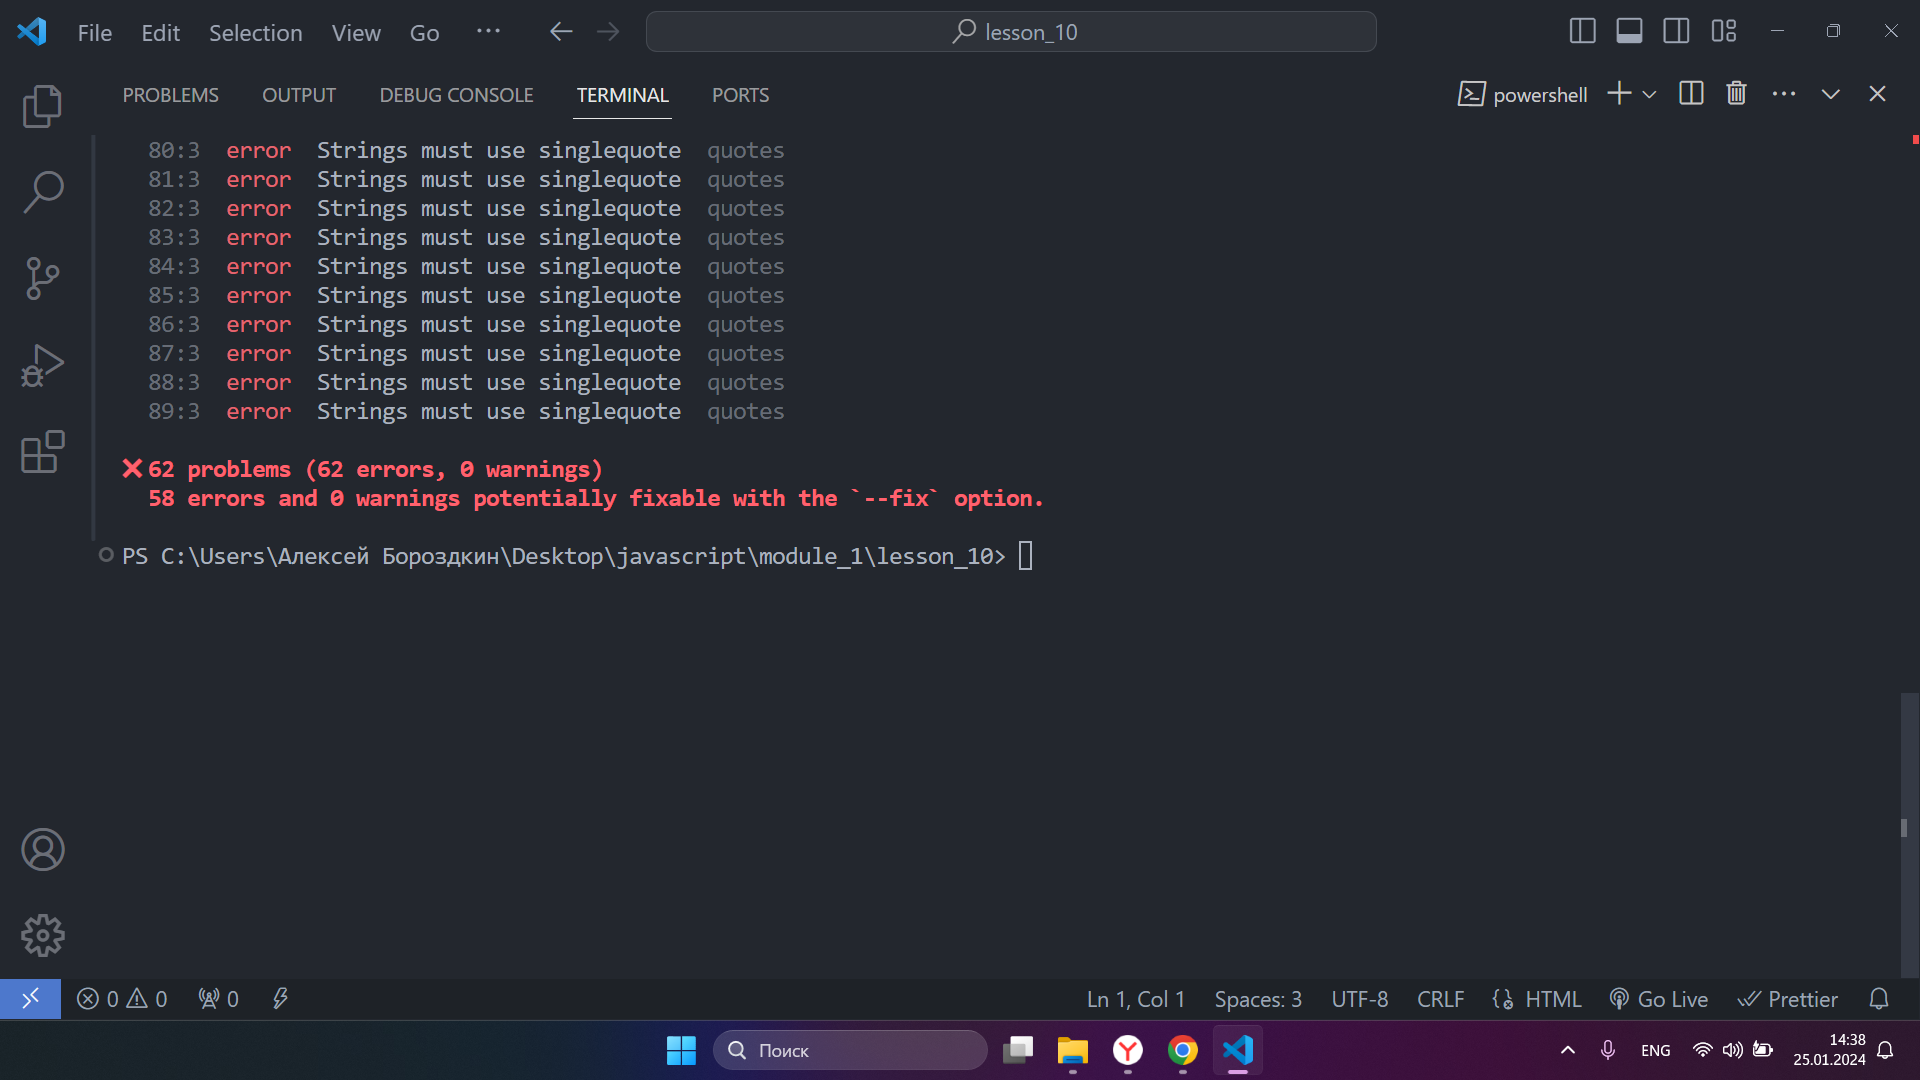 File Edit Selection View Go ··· lesson_10
PROBLEMS OUTPUT DEBUG CONSOLE TERMINAL PORTS powershell
80:3 error Strings must use singlequote quotes
81:3 error Strings must use singlequote quotes
82:3 error Strings must use singlequote quotes
83:3 error Strings must use singlequote quotes
84:3 error Strings must use singlequote quotes
85:3 error Strings must use singlequote quotes
86:3 error Strings must use singlequote quotes
87:3 error Strings must use singlequote quotes
88:3 error Strings must use singlequote quotes
89:3 error Strings must use singlequote quotes
62 problems (62 errors, 0 warnings)
58 errors and 0 warnings potentially fixable with the `--fix` option.
PS C:\Users\Алексей Бороздкин\Desktop\javascript\module_1\lesson_10>
0 0 0 Ln 1, Col 1 Spaces: 3 UTF-8 CRLF HTML Go Live Prettier
Поиск ENG 14:38
25.01.2024